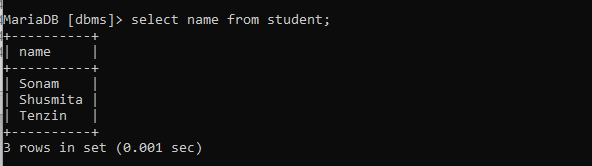 MariaDB [dbms]> select name from student;
+----------+
| name     |
+----------+
| Sonam    |
| Shusmita |
| Tenzin   |
+----------+
3 rows in set (0.001 sec)